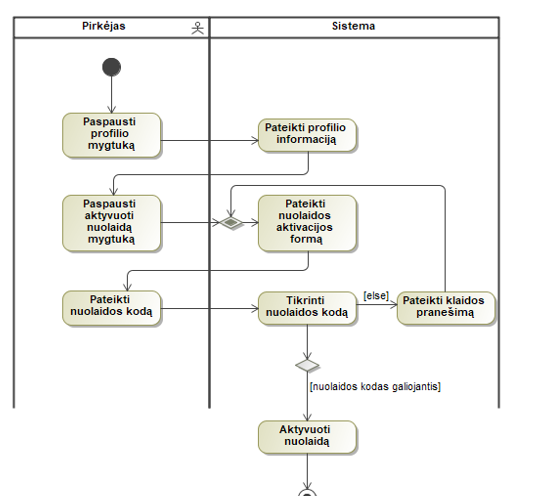 Pirkėjas
Sistema
Paspausti
profilio
mygtuką
Pateikti profilio
informaciją
Paspausti
aktyvuoti
nuolaidą
mygtuką
Pateikti
nuolaidos
aktivacijos
formą
Pateikti
nuolaidos kodą
Tikrinti
nuolaidos kodą
[else]
Pateikti klaidos
pranešimą
[nuolaidos kodas galiojantis]
Aktyvuoti
nuolaidą